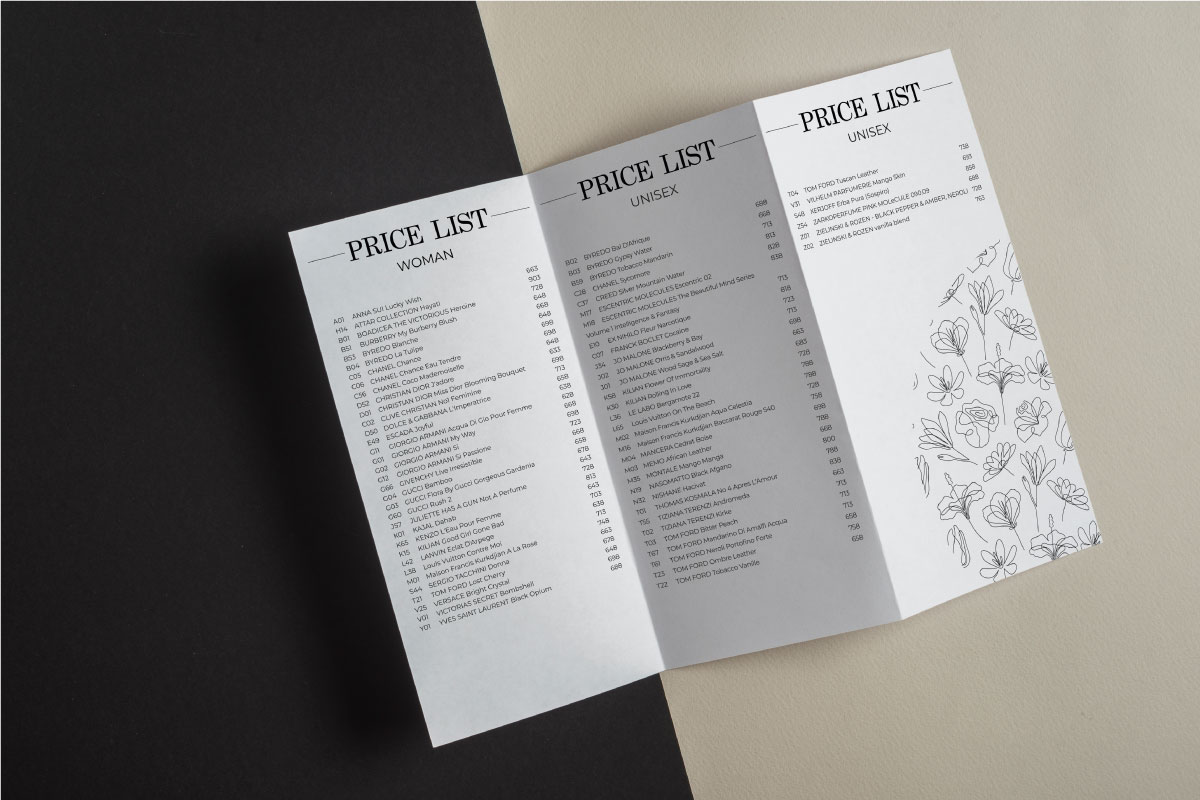 PRICE LIST
WOMAN
A01 ANNA SUI Lucky Wish 663
H14 ATTAR COLLECTION Hayati 903
B01 BOADICEA THE VICTORIOUS Heroine 728
B51 BURBERRY My Burberry Blush 648
B53 BYREDO Blanche 668
B04 BYREDO La Tulipe 648
C05 CHANEL Chance 698
C06 CHANEL Chance Eau Tendre 698
C56 CHANEL Coco Mademoiselle 648
D52 CHRISTIAN DIOR J'adore 633
D01 CHRISTIAN DIOR Miss Dior Blooming Bouquet 698
C02 CLIVE CHRISTIAN No1 Feminine 713
D50 DOLCE & GABBANA L'Imperatrice 658
E49 ESCADA Joyful 638
G11 GIORGIO ARMANI Acqua Di Gio Pour Femme 628
G01 GIORGIO ARMANI My Way 668
G02 GIORGIO ARMANI Si 698
G12 GIORGIO ARMANI Si Passione 723
G66 GIVENCHY Live Irresistible 668
G04 GUCCI Bamboo 658
G03 GUCCI Flora By Gucci Gorgeous Gardenia 678
G60 GUCCI Rush 2 643
J57 JULIETTE HAS A GUN Not A Perfume 728
K01 KAJAL Dahab 813
K65 KENZO L'Eau Pour Femme 643
K15 KILIAN Good Girl Gone Bad 703
L42 LANVIN Eclat D'Arpege 638
L38 Louis Vuitton Contre Moi 713
M01 Maison Francis Kurkdjian A La Rose 748
S44 SERGIO TACCHINI Donna 663
T21 TOM FORD Lost Cherry 678
V25 VERSACE Bright Crystal 648
V01 VICTORIAS SECRET Bombshell 698
Y01 YVES SAINT LAURENT Black Opium 688
PRICE LIST
UNISEX
B02 BYREDO Bal D'Afrique 698
B03 BYREDO Gypsy Water 668
B59 BYREDO Tobacco Mandarin 713
C28 CHANEL Sycomore 813
C37 CREED Silver Mountain Water 828
M17 ESCENTRIC MOLECULES Escentric 02 838
M18 ESCENTRIC MOLECULES The Beautiful Mind Series
Volume 1 Intelligence & Fantasy 713
E10 EX NIHILO Fleur Narcotique 818
C07 FRANCK BOCLET Cocaine 723
J34 JO MALONE Blackberry & Bay 713
J02 JO MALONE Orris & Sandalwood 698
J01 JO MALONE Wood Sage & Sea Salt 663
K58 KILIAN Flower Of Immortality 683
K30 KILIAN Rolling In Love 728
L36 LE LABO Bergamote 22 788
L65 Louis Vuitton On The Beach 798
M02 Maison Francis Kurkdjian Aqua Celestia 728
M16 Maison Francis Kurkdjian Baccarat Rouge 540 758
M04 MANCERA Cedrat Boise 698
M03 MEMO African Leather 788
M35 MONTALE Mango Manga 668
N19 NASOMATTO Black Afgano 800
N32 NISHANE Hacivat 788
T01 THOMAS KOSMALA No 4 Apres L'Amour 838
T55 TIZIANA TERENZI Andromeda 663
T02 TIZIANA TERENZI Kirke 713
T03 TOM FORD Bitter Peach 713
T67 TOM FORD Mandarino Di Amalfi Acqua 713
T61 TOM FORD Neroli Portofino Forte 658
T23 TOM FORD Ombre Leather 758
T22 TOM FORD Tobacco Vanille 658
PRICE LIST
UNISEX
T04 TOM FORD Tuscan Leather 738
V31 VILHELM PARFUMERIE Mango Skin 693
S48 XERJOFF Erba Pura (Sospiro) 858
Z54 ZARKOPERFUME PINK MOLéCULE 090.09 688
Z01 ZIELINSKI & ROZEN - BLACK PEPPER & AMBER, NEROLI 728
Z02 ZIELINSKI & ROZEN vanilla blend 763